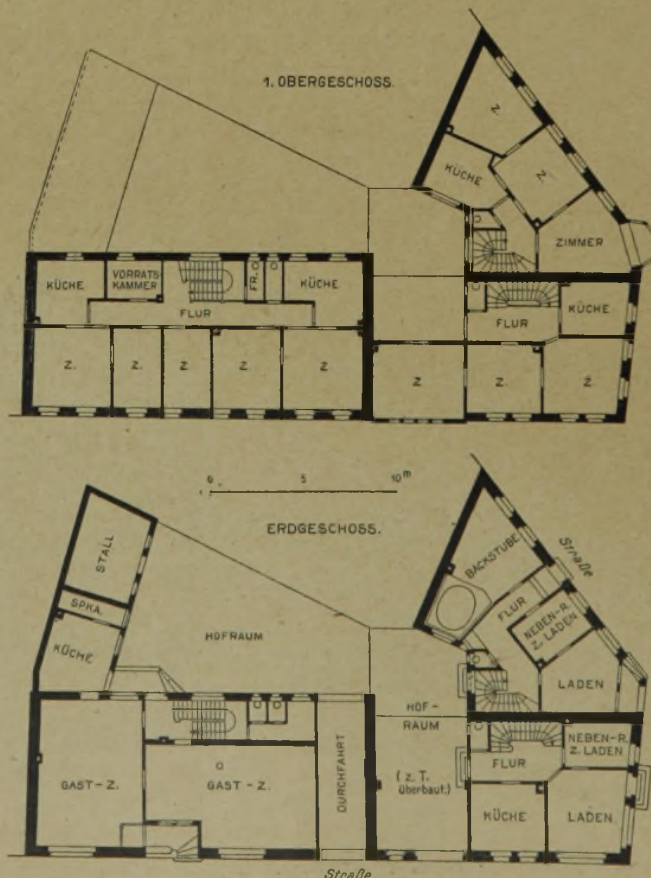 1. OBERGESCHOSS.
Z.
KÜCHE
Z.
ZIMMER
KÜCHE
VORRATS-
KAMMER
FR.
KÜCHE
FLUR
FLUR
KÜCHE
Z.
Z.
Z
Z
Z
Z
Z.
Z.
0 5 10 m
ERDGESCHOSS.
Straße
STALL
BACKSTUBE
SPKA.
FLUR
NEBEN-R.
Z. LADEN
HOFRAUM
KÜCHE
LADEN
HOF-
RAUM
NEBEN-R.
Z. LADEN
FLUR
GAST-Z.
GAST-Z.
DURCHFAHRT
(z. T.
überbaut.)
KÜCHE
LADEN
Straße